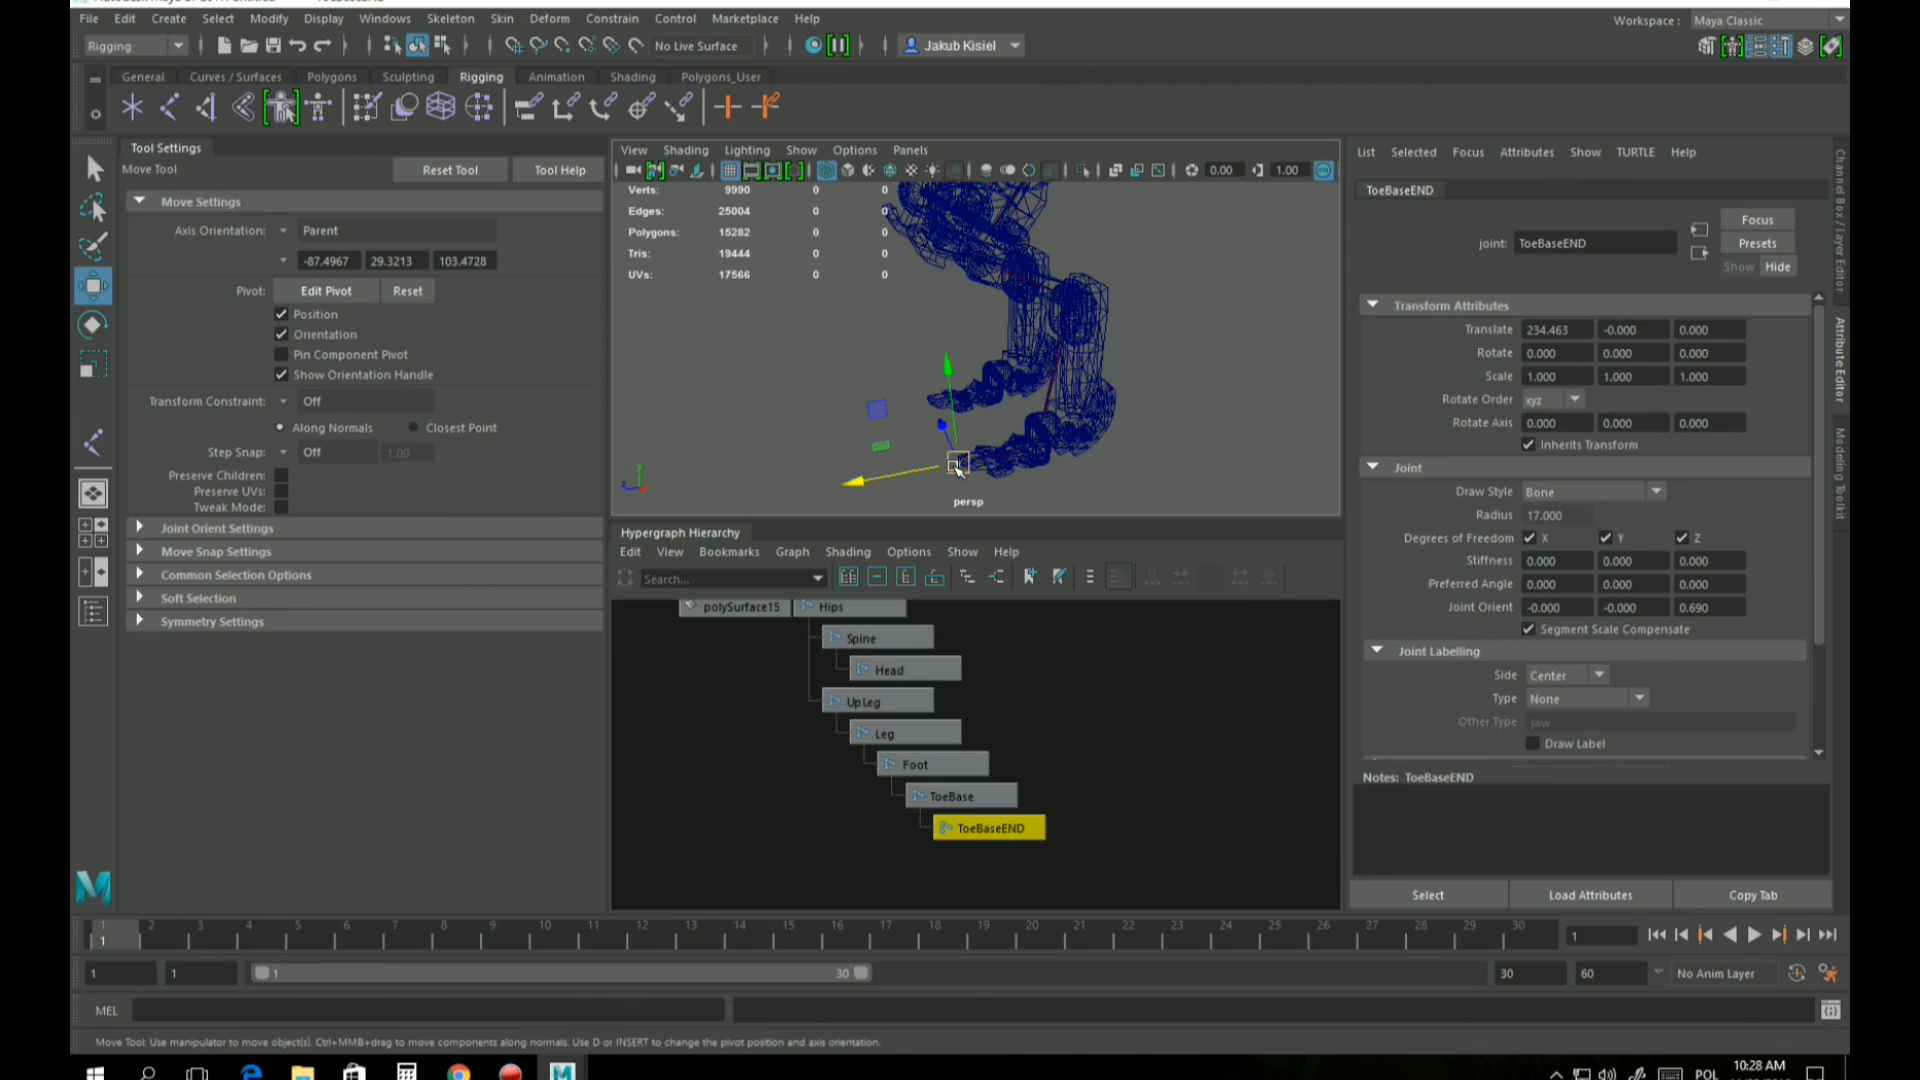 File Edit Create Select Modify Display Windows Skeleton Skin Deform Constrain Control Marketplace Help
Workspace : Maya Classic
Rigging No Live Surface Jakub Kisiel
General Curves / Surfaces Polygons Sculpting Rigging Animation Shading Polygons_User
Tool Settings
Move Tool Reset Tool Tool Help
Move Settings
Axis Orientation: Parent
-87.4967 29.3213 103.4728
Pivot: Edit Pivot Reset
Position
Orientation
Pin Component Pivot
Show Orientation Handle
Transform Constraint: Off
Along Normals Closest Point
Step Snap: Off 1.00
Preserve Children:
Preserve UVs:
Tweak Mode:
Joint Orient Settings
Move Snap Settings
Common Selection Options
Soft Selection
Symmetry Settings
View Shading Lighting Show Options Panels
0.00 1.00
Verts: 9990 0 0
Edges: 25004 0 0
Polygons: 15282 0 0
Tris: 19444 0 0
UVs: 17566 0 0
y
z
persp
Hypergraph Hierarchy
Edit View Bookmarks Graph Shading Options Show Help
Search...
polySurface15 Hips
Spine
Head
UpLeg
Leg
Foot
ToeBase
ToeBaseEND
List Selected Focus Attributes Show TURTLE Help
ToeBaseEND
Focus
joint: ToeBaseEND Presets
Show Hide
Transform Attributes
Translate 234.463 -0.000 0.000
Rotate 0.000 0.000 0.000
Scale 1.000 1.000 1.000
Rotate Order xyz
Rotate Axis 0.000 0.000 0.000
Inherits Transform
Joint
Draw Style Bone
Radius 17.000
Degrees of Freedom X Y Z
Stiffness 0.000 0.000 0.000
Preferred Angle 0.000 0.000 0.000
Joint Orient -0.000 -0.000 0.690
Segment Scale Compensate
Joint Labelling
Side Center
Type None
Other Type jaw
Draw Label
Notes: ToeBaseEND
Select Load Attributes Copy Tab
Channel Box / Layer Editor
Attribute Editor
Modeling Toolkit
1 2 3 4 5 6 7 8 9 10 11 12 13 14 15 16 17 18 19 20 21 22 23 24 25 26 27 28 29 30
1 1
1 1 1 30 30 60 No Anim Layer
MEL
Move Tool: Use manipulator to move object(s). Ctrl+MMB+drag to move components along normals. Use D or INSERT to change the pivot position and axis orientation.
POL 10:28 AM